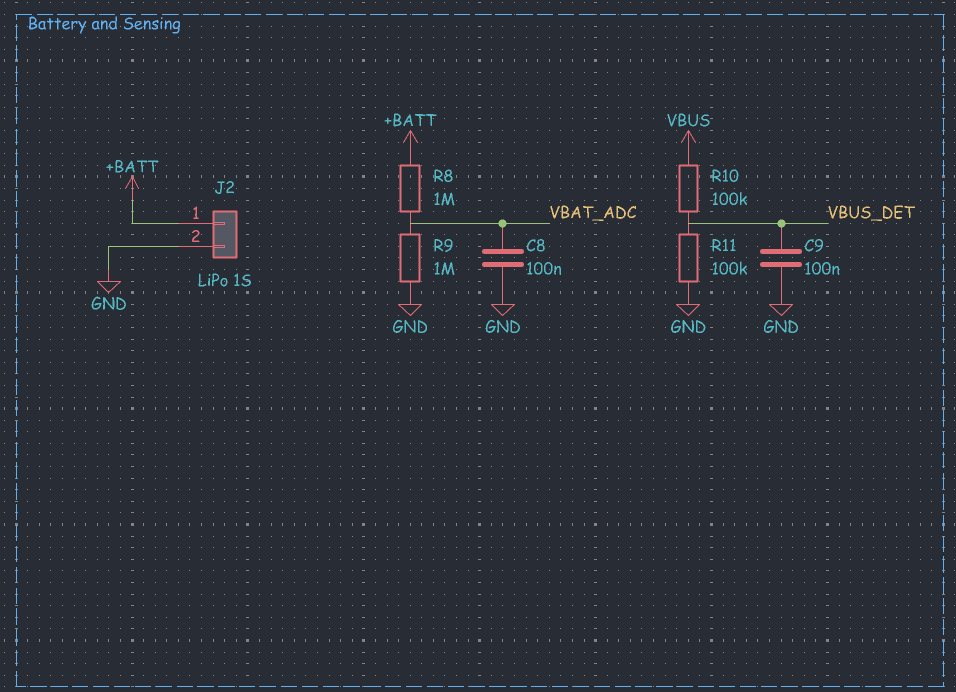 Battery and Sensing
+BATT
J2
1
2
LiPo 1S
GND
+BATT
R8
1M
VBAT_ADC
R9
1M
C8
100n
GND
GND
VBUS
R10
100k
VBUS_DET
R11
100k
C9
100n
GND
GND